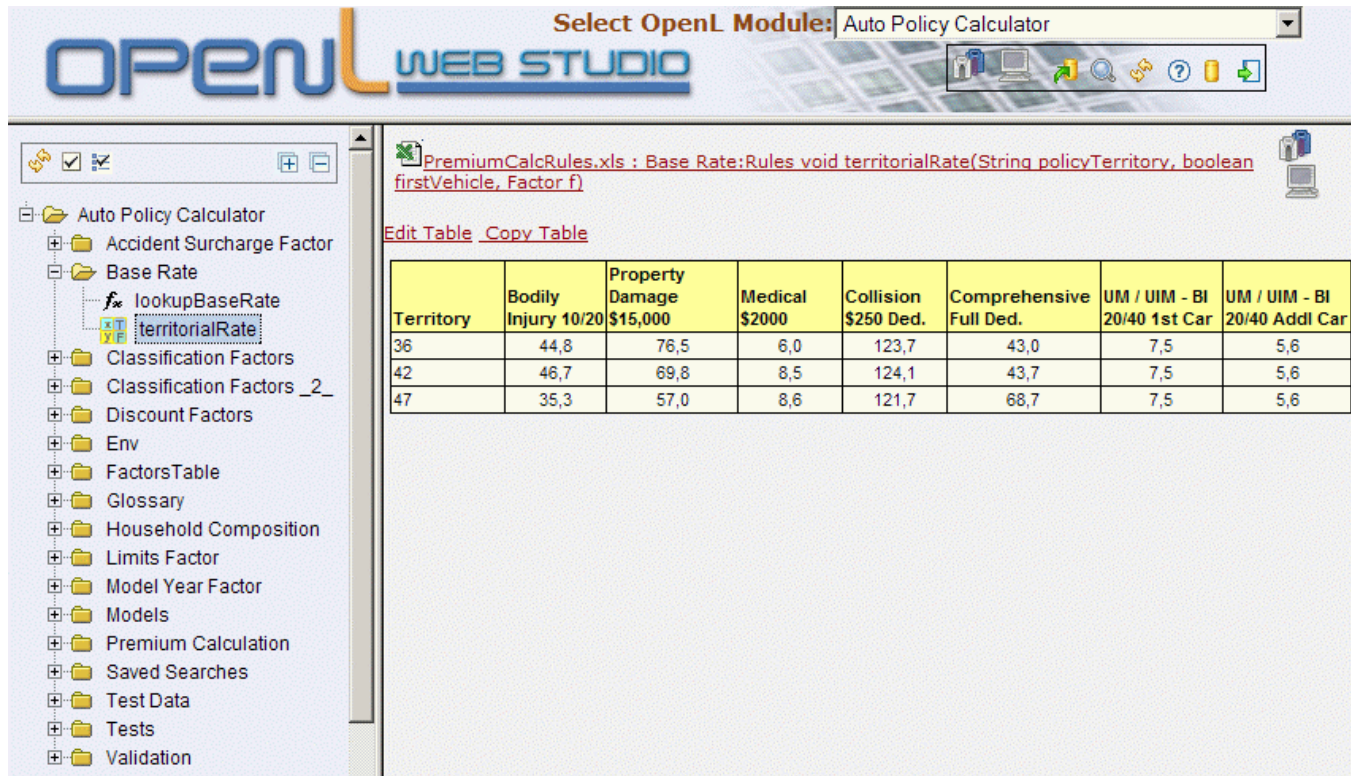 Select OpenL Module: Auto Policy Calculator
OPENL WEB STUDIO
PremiumCalcRules.xls : Base Rate:Rules void territorialRate(String policyTerritory, boolean
firstVehicle, Factor f)
Edit Table Copy Table
Auto Policy Calculator
Accident Surcharge Factor
Base Rate
fx lookupBaseRate
territorialRate
Classification Factors
Classification Factors _2_
Discount Factors
Env
FactorsTable
Glossary
Household Composition
Limits Factor
Model Year Factor
Models
Premium Calculation
Saved Searches
Test Data
Tests
Validation
Territory Bodily Injury 10/20 Property Damage $15,000 Medical $2000 Collision $250 Ded. Comprehensive Full Ded. UM / UIM - BI 20/40 1st Car UM / UIM - BI 20/40 Addl Car
36 44,8 76,5 6,0 123,7 43,0 7,5 5,6
42 46,7 69,8 8,5 124,1 43,7 7,5 5,6
47 35,3 57,0 8,6 121,7 68,7 7,5 5,6